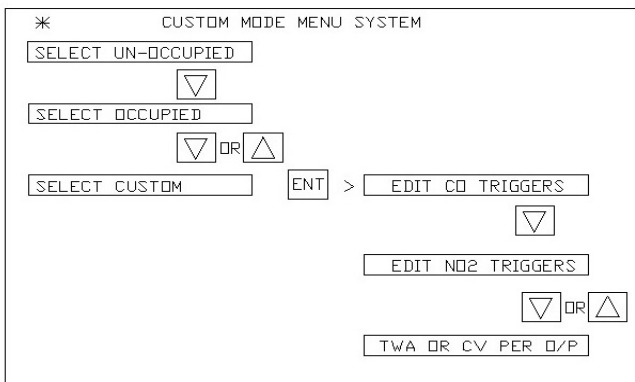 * CUSTOM MODE MENU SYSTEM
SELECT UN-OCCUPIED
SELECT OCCUPIED
OR
SELECT CUSTOM ENT > EDIT CO TRIGGERS
EDIT NO2 TRIGGERS
OR
TWA OR CV PER O/P